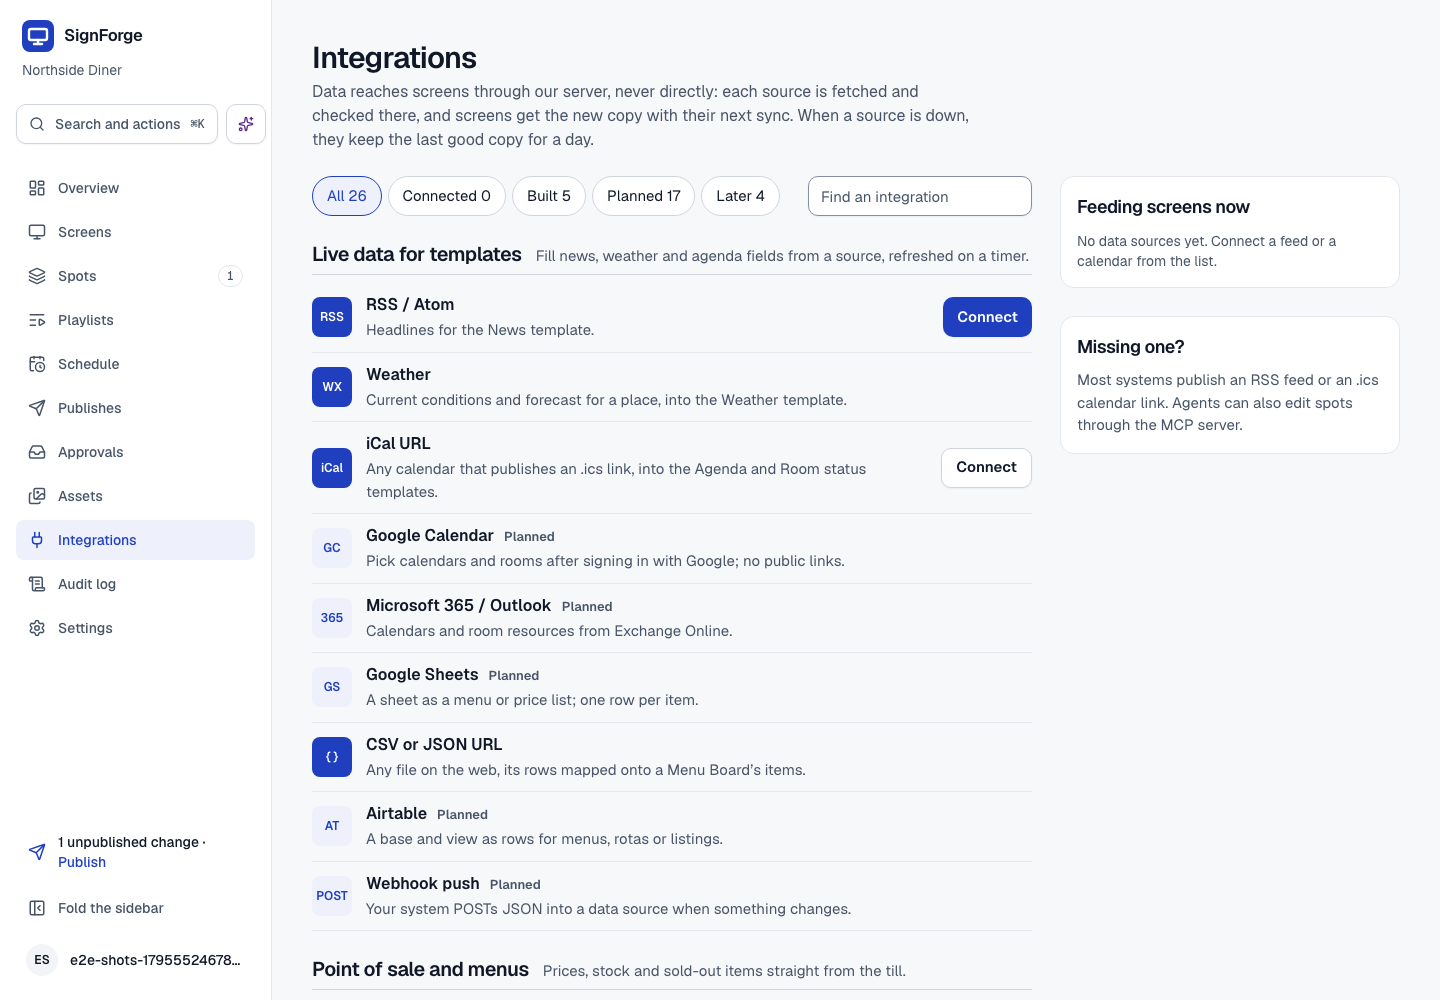 SignForge
Northside Diner
Search and actions ⌘K
Overview
Screens
Spots 1
Playlists
Schedule
Publishes
Approvals
Assets
Integrations
Audit log
Settings
1 unpublished change ·
Publish
Fold the sidebar
ES e2e-shots-17955524678…
Integrations
Data reaches screens through our server, never directly: each source is fetched and
checked there, and screens get the new copy with their next sync. When a source is down,
they keep the last good copy for a day.
All 26 Connected 0 Built 5 Planned 17 Later 4 Find an integration
Live data for templates Fill news, weather and agenda fields from a source, refreshed on a timer.
RSS RSS / Atom
Headlines for the News template.
Connect
WX Weather
Current conditions and forecast for a place, into the Weather template.
iCal iCal URL
Any calendar that publishes an .ics link, into the Agenda and Room status
templates.
Connect
GC Google Calendar Planned
Pick calendars and rooms after signing in with Google; no public links.
365 Microsoft 365 / Outlook Planned
Calendars and room resources from Exchange Online.
GS Google Sheets Planned
A sheet as a menu or price list; one row per item.
{} CSV or JSON URL
Any file on the web, its rows mapped onto a Menu Board's items.
AT Airtable Planned
A base and view as rows for menus, rotas or listings.
POST Webhook push Planned
Your system POSTs JSON into a data source when something changes.
Point of sale and menus Prices, stock and sold-out items straight from the till.
Feeding screens now
No data sources yet. Connect a feed or a
calendar from the list.
Missing one?
Most systems publish an RSS feed or an .ics
calendar link. Agents can also edit spots
through the MCP server.